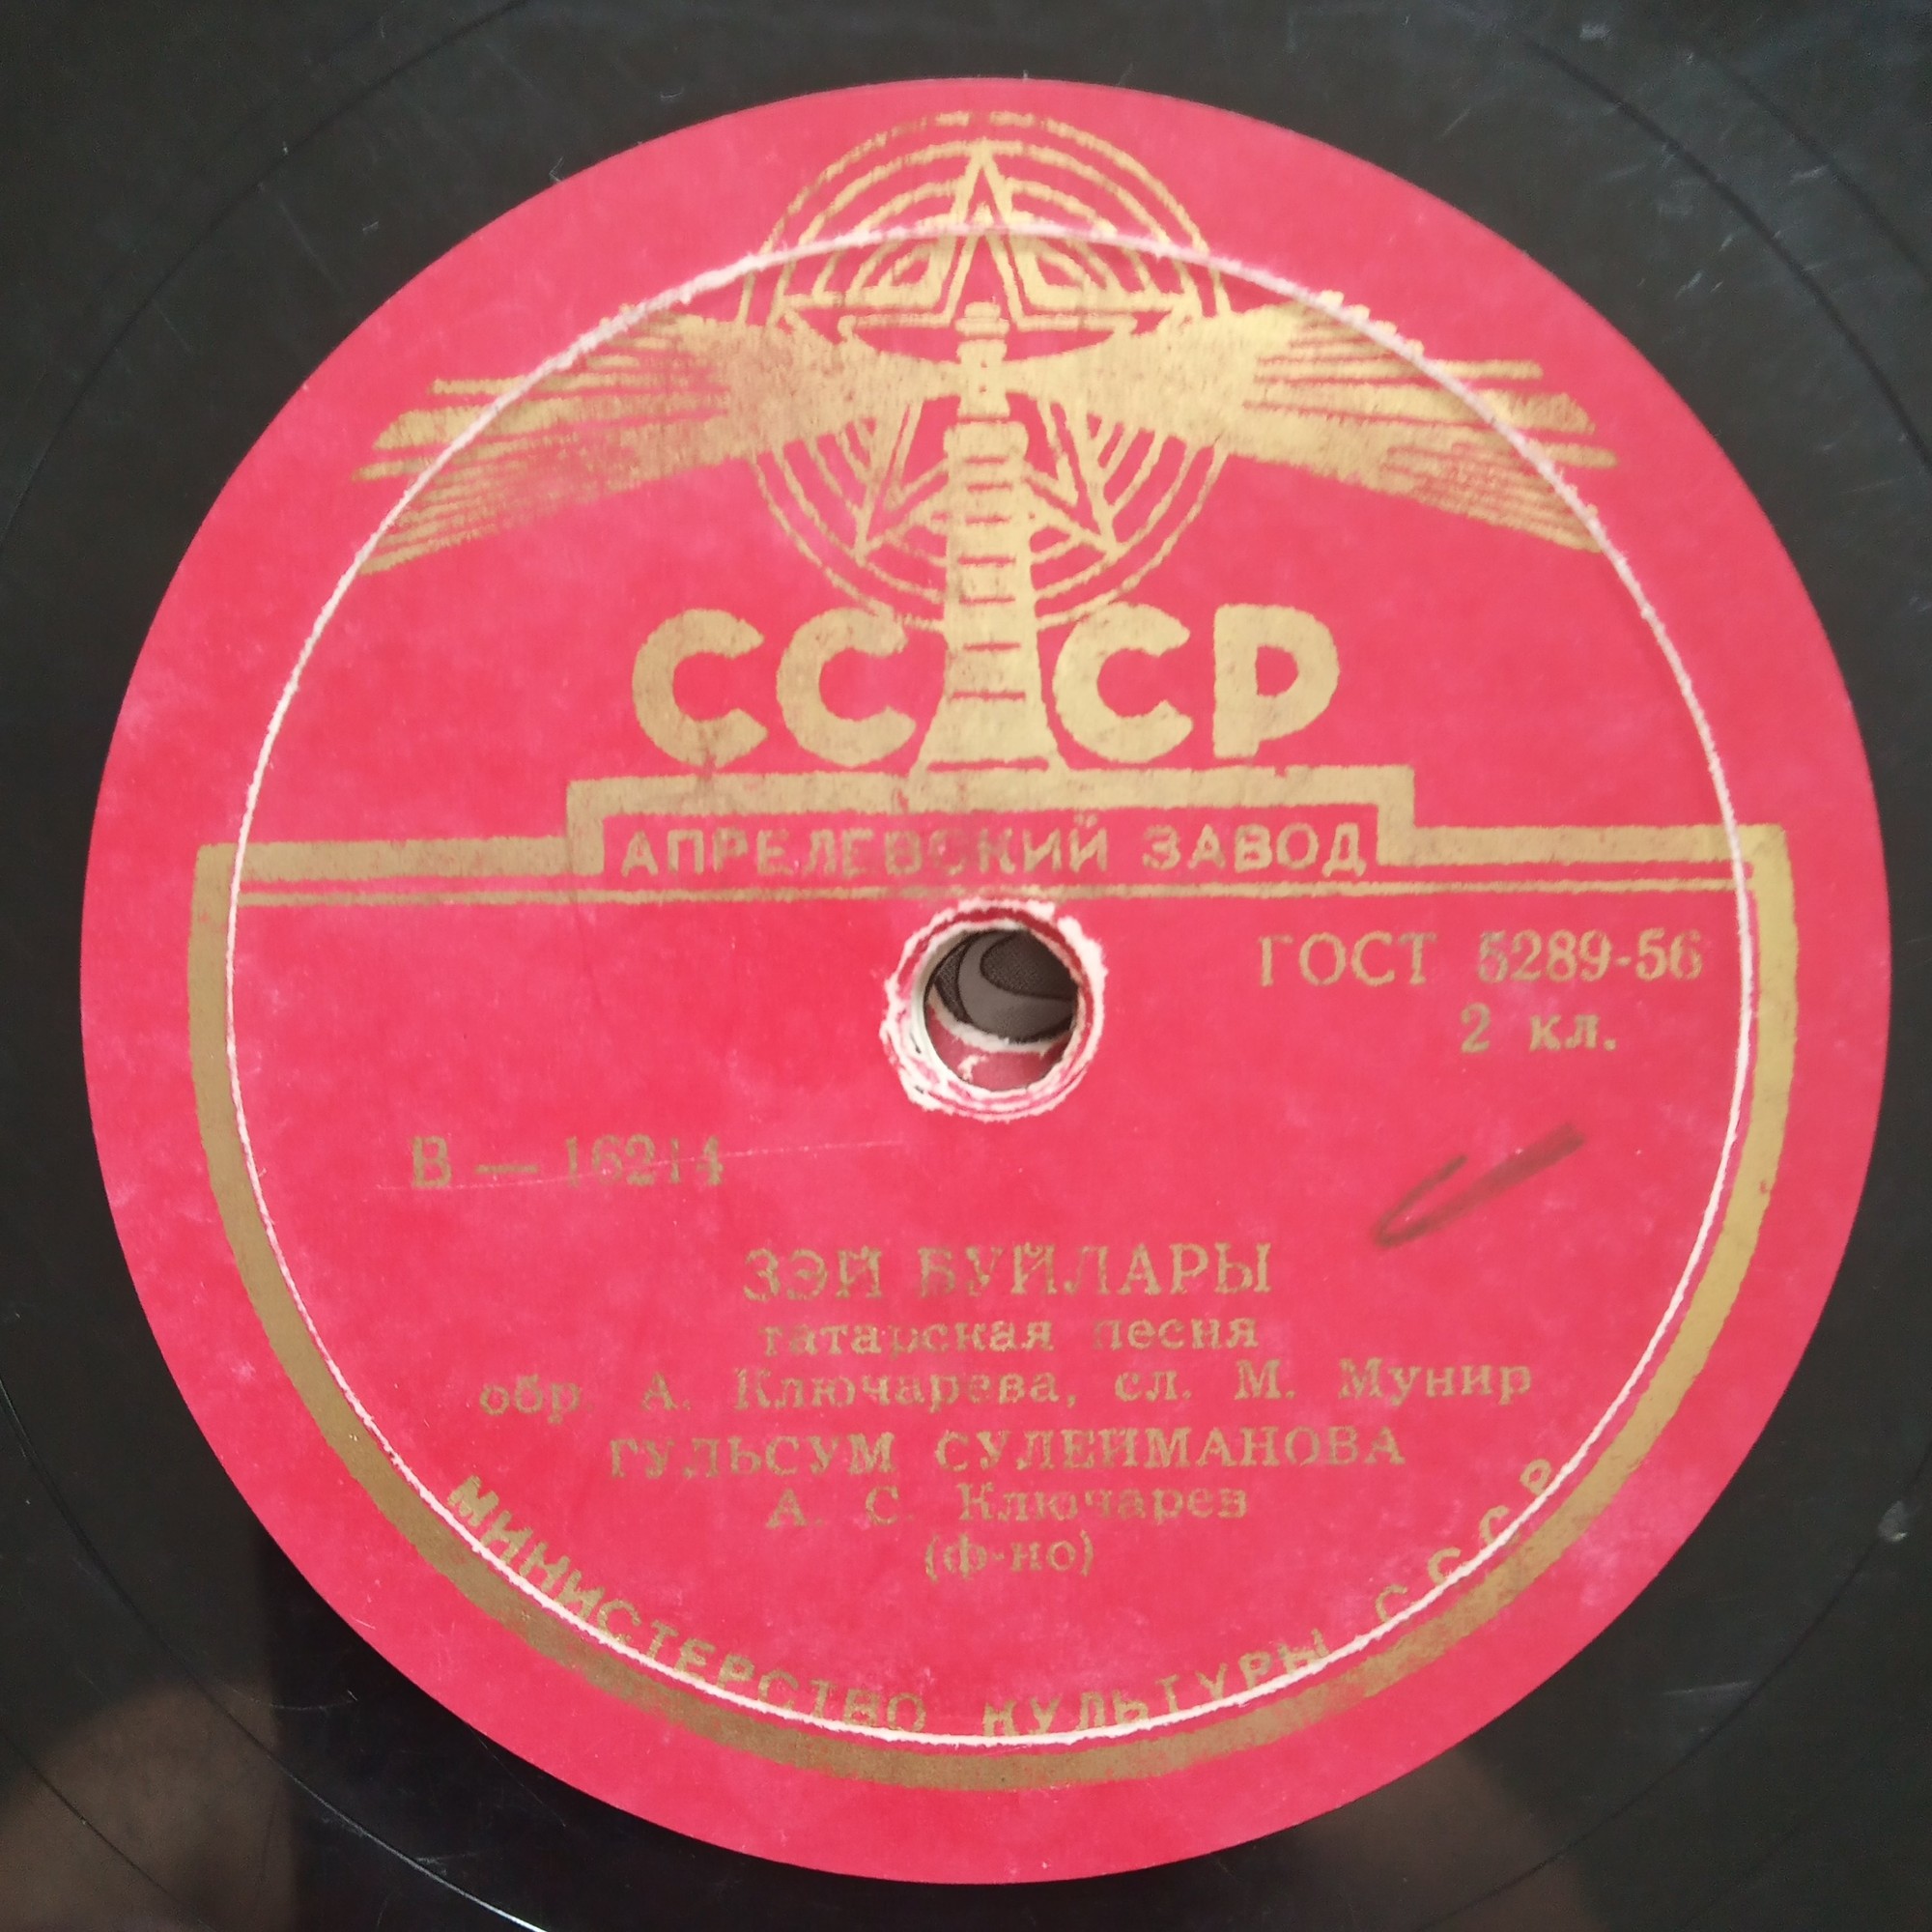 СССР
АПРЕЛЕВСКИЙ ЗАВОД
ГОСТ 5289-56
2 кл.
В — 16214
ЗЭЙ БУЙЛАРЫ
татарская песня
обр. А. Ключарева, сл. М. Мунир
ГУЛЬСУМ СУЛЕЙМАНОВА
А. С. Ключарев
(ф-но)
МИНИСТЕРСТВО КУЛЬТУРЫ СССР